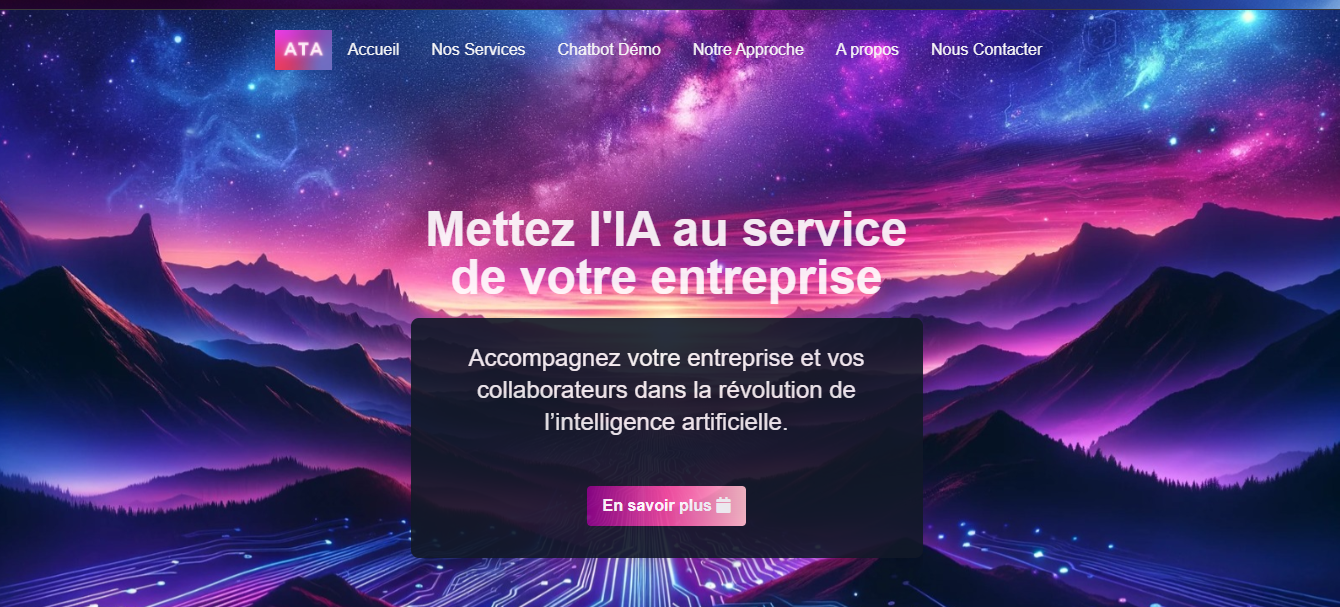 ATA Accueil Nos Services Chatbot Démo Notre Approche A propos Nous Contacter
Mettez l'IA au service
de votre entreprise
Accompagnez votre entreprise et vos
collaborateurs dans la révolution de
l’intelligence artificielle.
En savoir plus